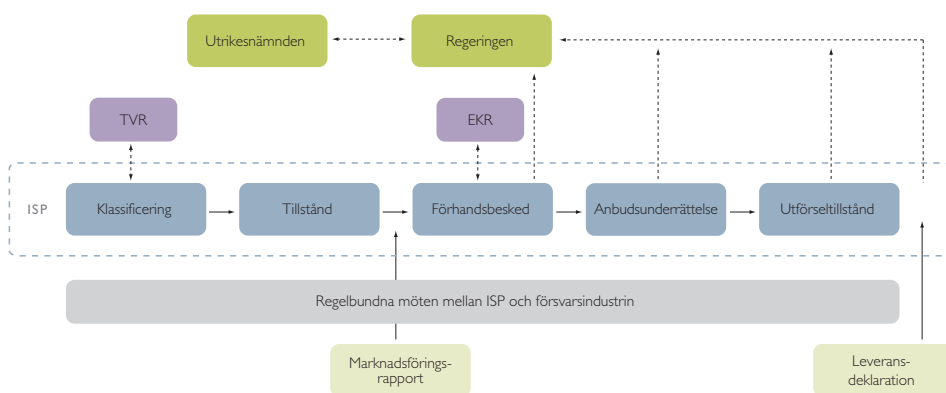 Utrikesnämnden
Regeringen
TVR
EKR
ISP
Klassificering
Tillstånd
Förhandsbesked
Anbudsunderrättelse
Utförseltillstånd
Regelbundna möten mellan ISP och försvarsindustrin
Marknadsförings-
rapport
Leverans-
deklaration